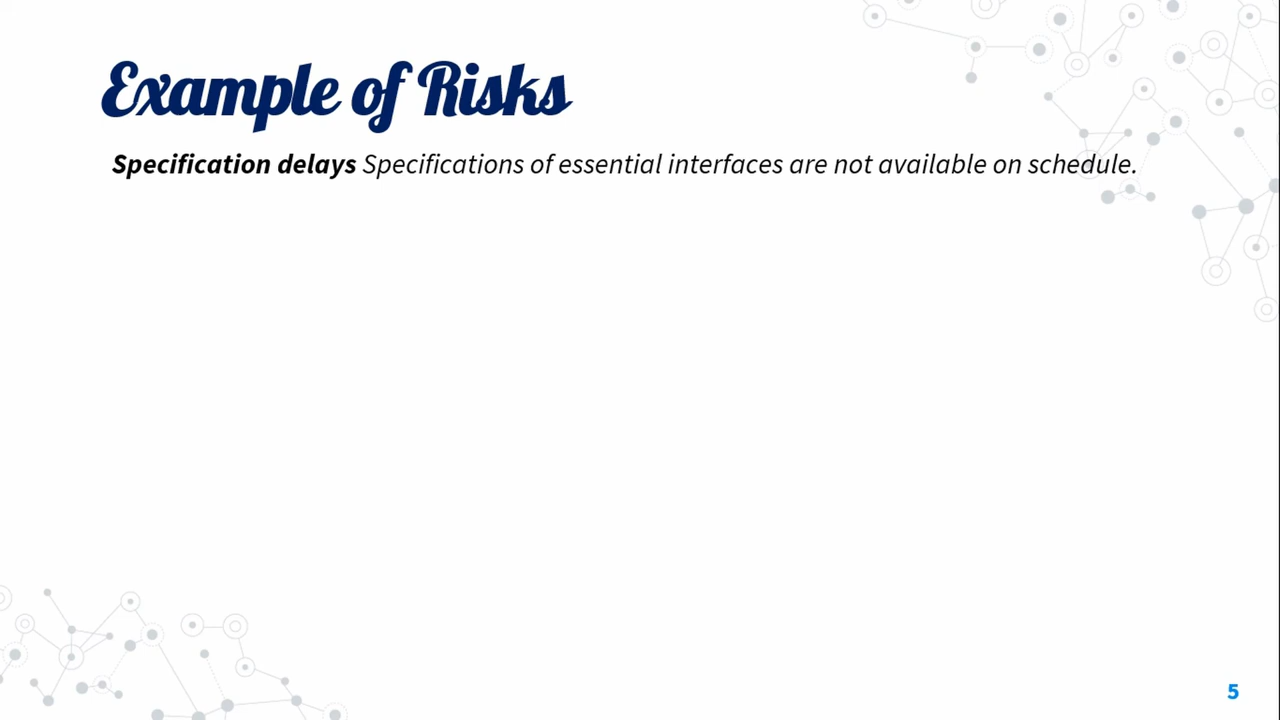 Example of Risks
Specification delays Specifications of essential interfaces are not available on schedule.
5